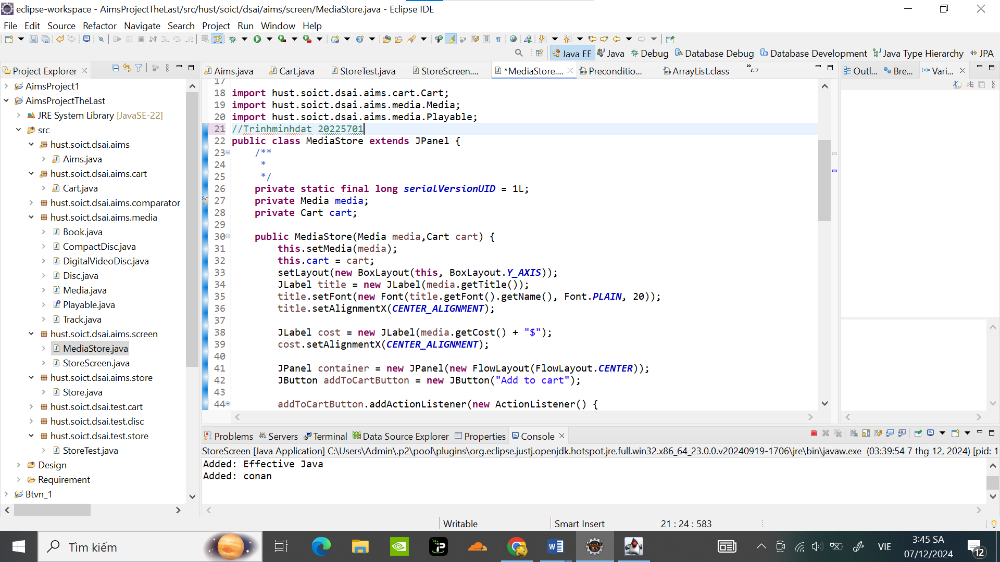 eclipse-workspace - AimsProjectTheLast/src/hust/soict/dsai/aims/screen/MediaStore.java - Eclipse IDE
File Edit Source Refactor Navigate Search Project Run Window Help
Java EE Java Debug Database Debug Database Development Java Type Hierarchy JPA
Project Explorer
AimsProject1
AimsProjectTheLast
JRE System Library [JavaSE-22]
src
hust.soict.dsai.aims
Aims.java
hust.soict.dsai.aims.cart
Cart.java
hust.soict.dsai.aims.comparator
hust.soict.dsai.aims.media
Book.java
CompactDisc.java
DigitalVideoDisc.java
Disc.java
Media.java
Playable.java
Track.java
hust.soict.dsai.aims.screen
MediaStore.java
StoreScreen.java
hust.soict.dsai.aims.store
Store.java
hust.soict.dsai.test.cart
hust.soict.dsai.test.disc
hust.soict.dsai.test.store
StoreTest.java
Design
Requirement
Btvn_1
Aims.java Cart.java StoreTest.java StoreScreen.... *MediaStore.... Preconditio... ArrayList.class »67
17
18 import hust.soict.dsai.aims.cart.Cart;
19 import hust.soict.dsai.aims.media.Media;
20 import hust.soict.dsai.aims.media.Playable;
21 //Trinhminhdat 20225701
22 public class MediaStore extends JPanel {
23 /**
24 *
25 */
26 private static final long serialVersionUID = 1L;
27 private Media media;
28 private Cart cart;
29
30 public MediaStore(Media media,Cart cart) {
31 this.setMedia(media);
32 this.cart = cart;
33 setLayout(new BoxLayout(this, BoxLayout.Y_AXIS));
34 JLabel title = new JLabel(media.getTitle());
35 title.setFont(new Font(title.getFont().getName(), Font.PLAIN, 20));
36 title.setAlignmentX(CENTER_ALIGNMENT);
37
38 JLabel cost = new JLabel(media.getCost() + "$");
39 cost.setAlignmentX(CENTER_ALIGNMENT);
40
41 JPanel container = new JPanel(new FlowLayout(FlowLayout.CENTER));
42 JButton addToCartButton = new JButton("Add to cart");
43
44 addToCartButton.addActionListener(new ActionListener() {
Outl... Bre... (x)= Vari...
Problems Servers Terminal Data Source Explorer Properties Console
StoreScreen [Java Application] C:\Users\Admin\.p2\pool\plugins\org.eclipse.justj.openjdk.hotspot.jre.full.win32.x86_64_23.0.0.v20240919-1706\jre\bin\javaw.exe (03:39:54 7 thg 12, 2024) [pid: 1
Added: Effective Java
Added: conan
Writable Smart Insert 21 : 24 : 583
Tìm kiếm
VIE
3:45 SA
07/12/2024
12